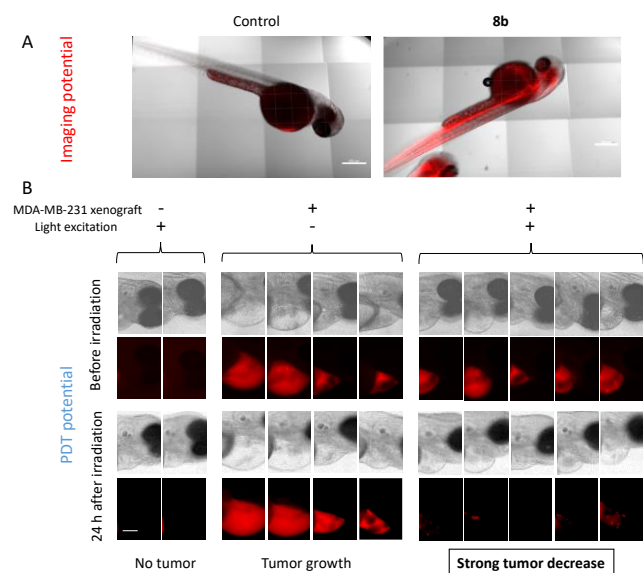 Control
8b
A
Imaging potential
B
MDA-MB-231 xenograft - + +
Light excitation + - +
PDT potential
Before irradiation
24 h after irradiation
No tumor
Tumor growth
Strong tumor decrease